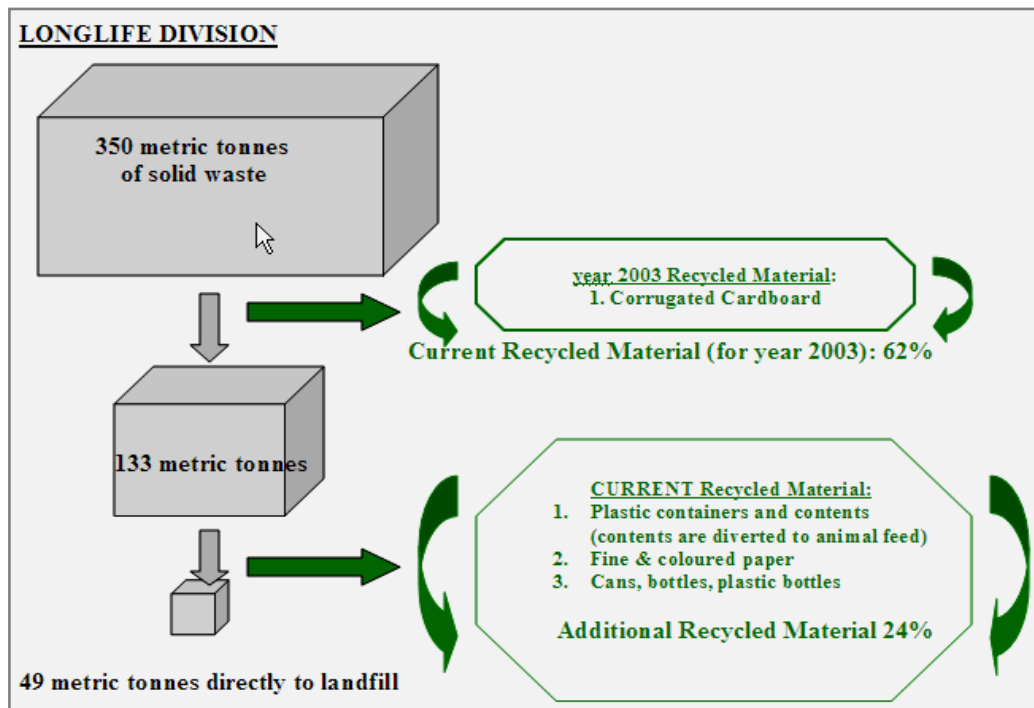 LONGLIFE DIVISION
350 metric tonnes
of solid waste
year 2003 Recycled Material:
1. Corrugated Cardboard
Current Recycled Material (for year 2003): 62%
133 metric tonnes
CURRENT Recycled Material:
1. Plastic containers and contents
(contents are diverted to animal feed)
2. Fine & coloured paper
3. Cans, bottles, plastic bottles
Additional Recycled Material 24%
49 metric tonnes directly to landfill